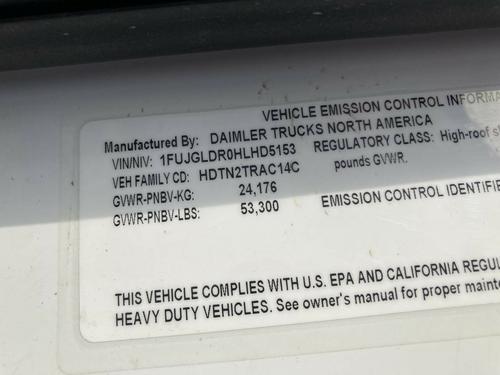 VEHICLE EMISSION CONTROL INFORMA
Manufactured By: DAIMLER TRUCKS NORTH AMERICA
VIN/NIV: 1FUJGLDR0HLHD5153 REGULATORY CLASS: High-roof s
VEH FAMILY CD: HDTN2TRAC14C pounds GVWR.
GVWR-PNBV-KG: 24,176
GVWR-PNBV-LBS: 53,300 EMISSION CONTROL IDENTIFIE
THIS VEHICLE COMPLIES WITH U.S. EPA AND CALIFORNIA REGUL
HEAVY DUTY VEHICLES. See owner's manual for proper mainte